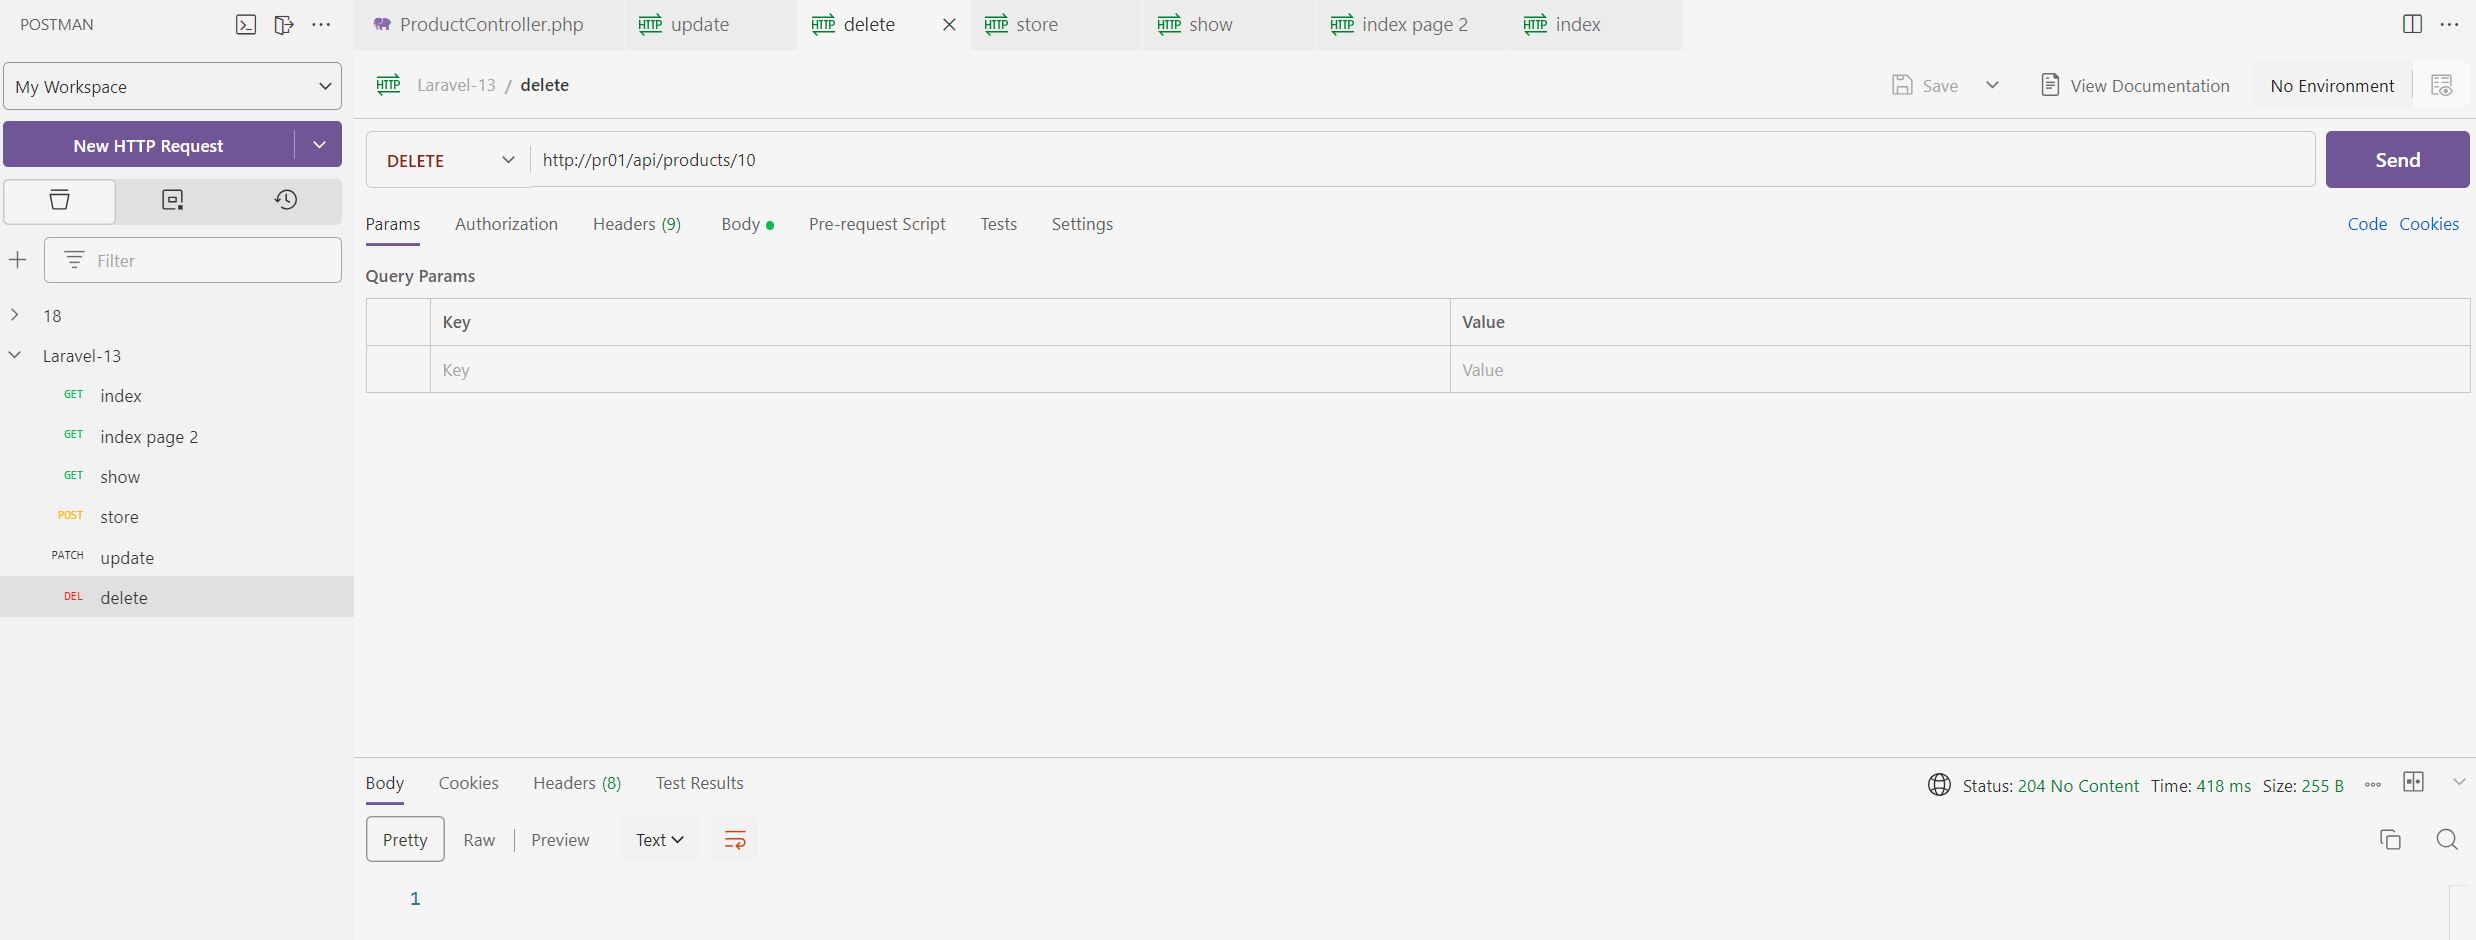 POSTMAN
ProductController.php
HTTP update
HTTP delete
HTTP store
HTTP show
HTTP index page 2
HTTP index
My Workspace
HTTP Laravel-13 / delete
Save
View Documentation
No Environment
New HTTP Request
DELETE
http://pr01/api/products/10
Send
Params
Authorization
Headers (9)
Body
Pre-request Script
Tests
Settings
Code
Cookies
Filter
Query Params
18
Key
Value
Laravel-13
Key
Value
GET index
GET index page 2
GET show
POST store
PATCH update
DEL delete
Body
Cookies
Headers (8)
Test Results
Status: 204 No Content Time: 418 ms Size: 255 B
Pretty
Raw
Preview
Text
1